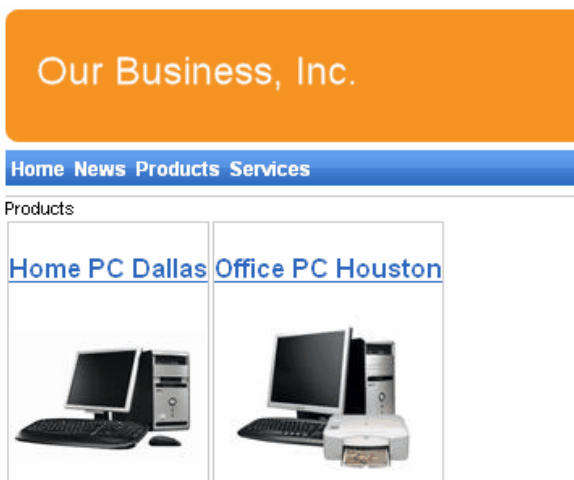 Our Business, Inc.
Home News Products Services
Products
Home PC Dallas Office PC Houston